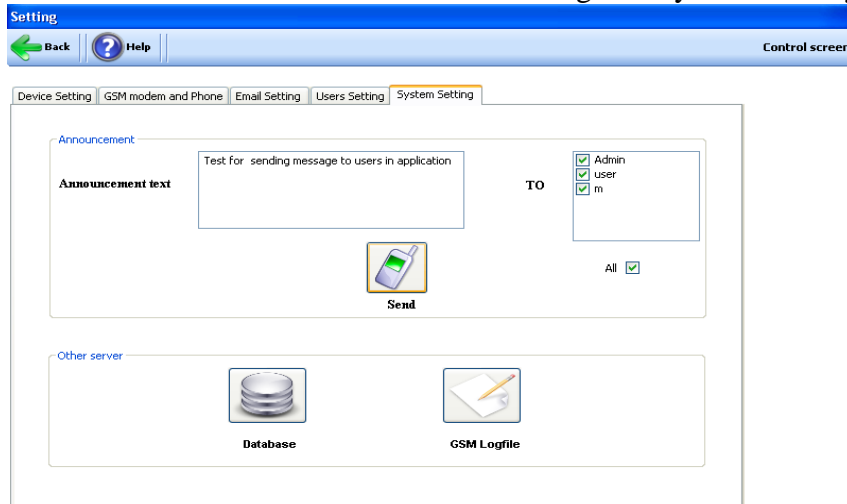 Setting
Back Help Control screen
Device Setting GSM modem and Phone Email Setting Users Setting System Setting
Announcement
Announcement text
Test for sending message to users in application
TO
Admin
user
m
All
Send
Other server
Database GSM Logfile